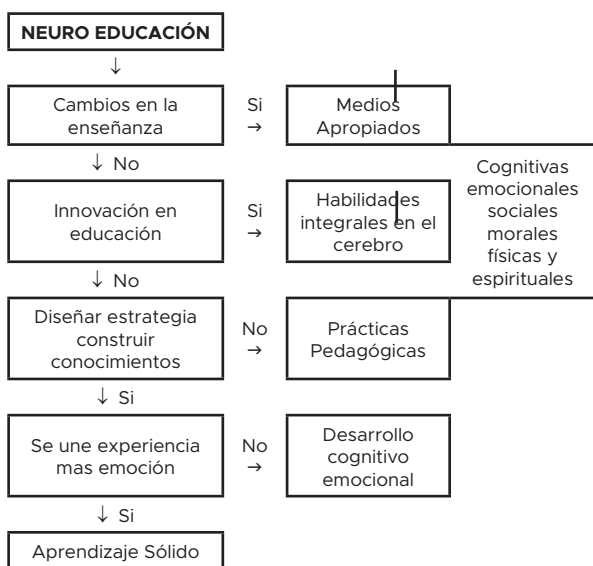 NEURO EDUCACIÓN
↓
Cambios en la
enseñanza
Si
→
Medios
Apropiados
↓ No
Innovación en
educación
Si
→
Habilidades
integrales en el
cerebro
Cognitivas
emocionales
sociales
morales
físicas y
espirituales
↓ No
Diseñar estrategia
construir
conocimientos
No
→
Prácticas
Pedagógicas
↓ Si
Se une experiencia
mas emoción
No
→
Desarrollo
cognitivo
emocional
↓ Si
Aprendizaje Sólido